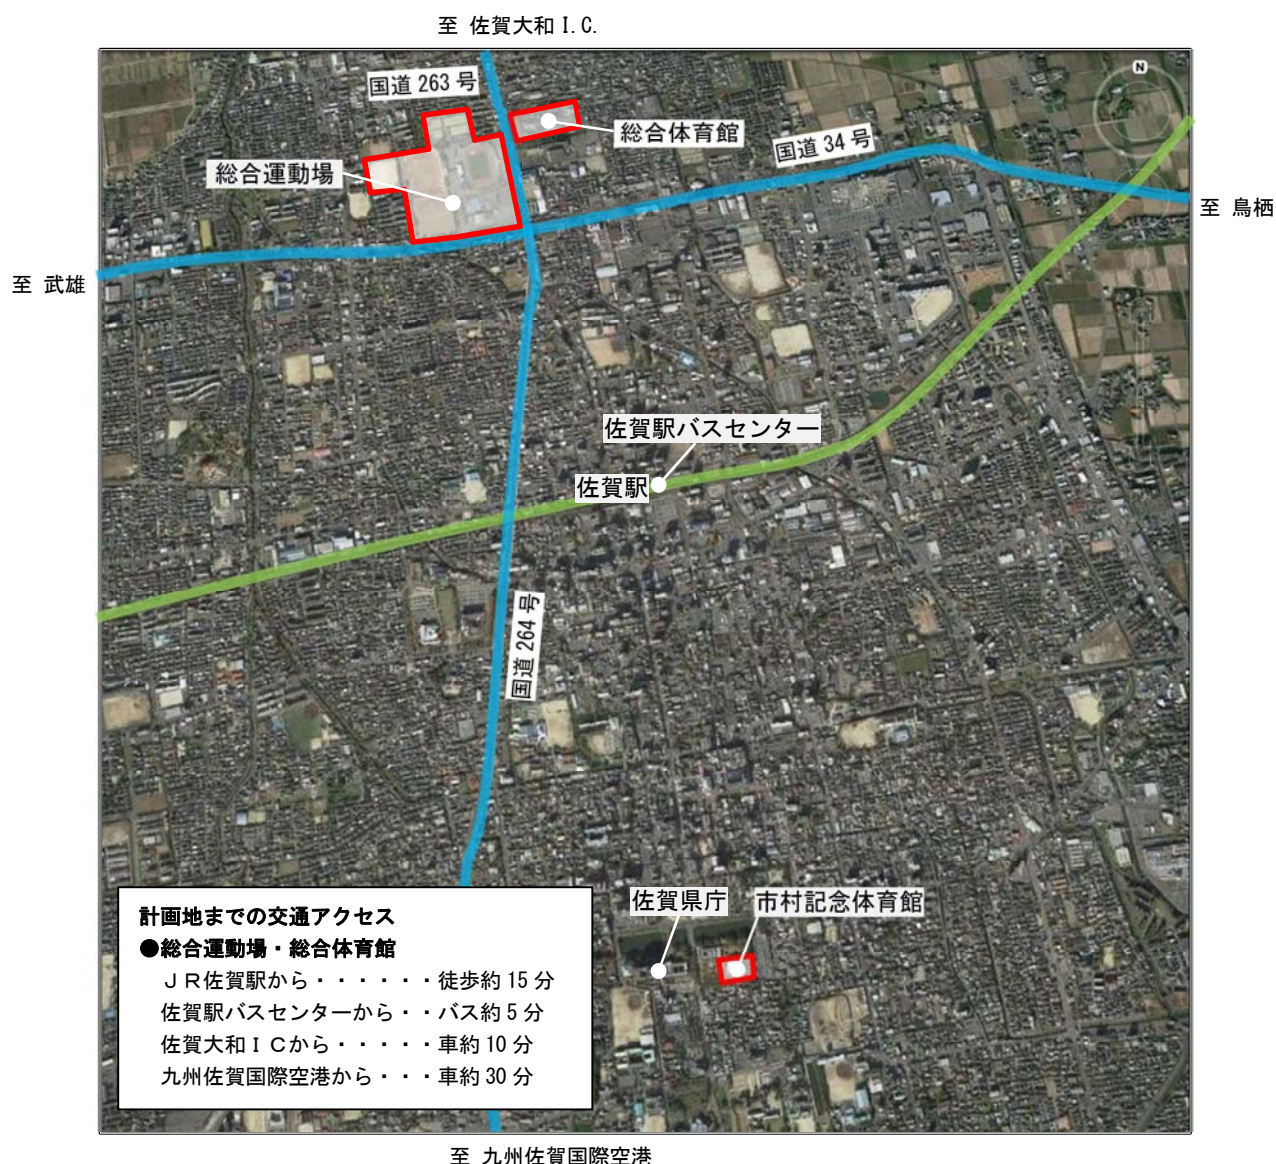 至 佐賀大和 I.C.
N
国道 263 号
総合体育館
国道 34 号
総合運動場
至 鳥栖
至 武雄
佐賀駅バスセンター
佐賀駅
国道 264 号
佐賀県庁
市村記念体育館
計画地までの交通アクセス
●総合運動場・総合体育館
ＪＲ佐賀駅から・・・・・・徒歩約 15 分
佐賀駅バスセンターから・・バス約 5 分
佐賀大和ＩＣから・・・・・車約 10 分
九州佐賀国際空港から・・・車約 30 分
至 九州佐賀国際空港